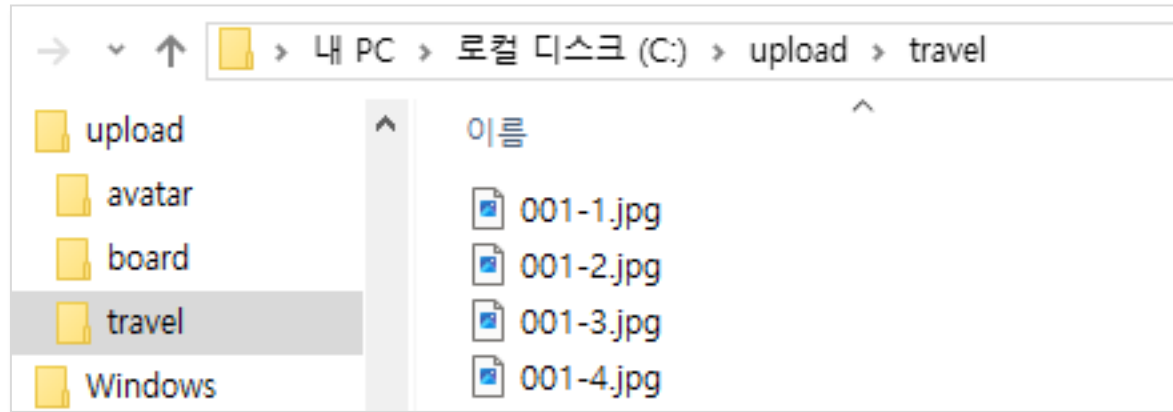 내 PC > 로컬 디스크 (C:) > upload > travel
upload
avatar
board
travel
Windows
이름
001-1.jpg
001-2.jpg
001-3.jpg
001-4.jpg